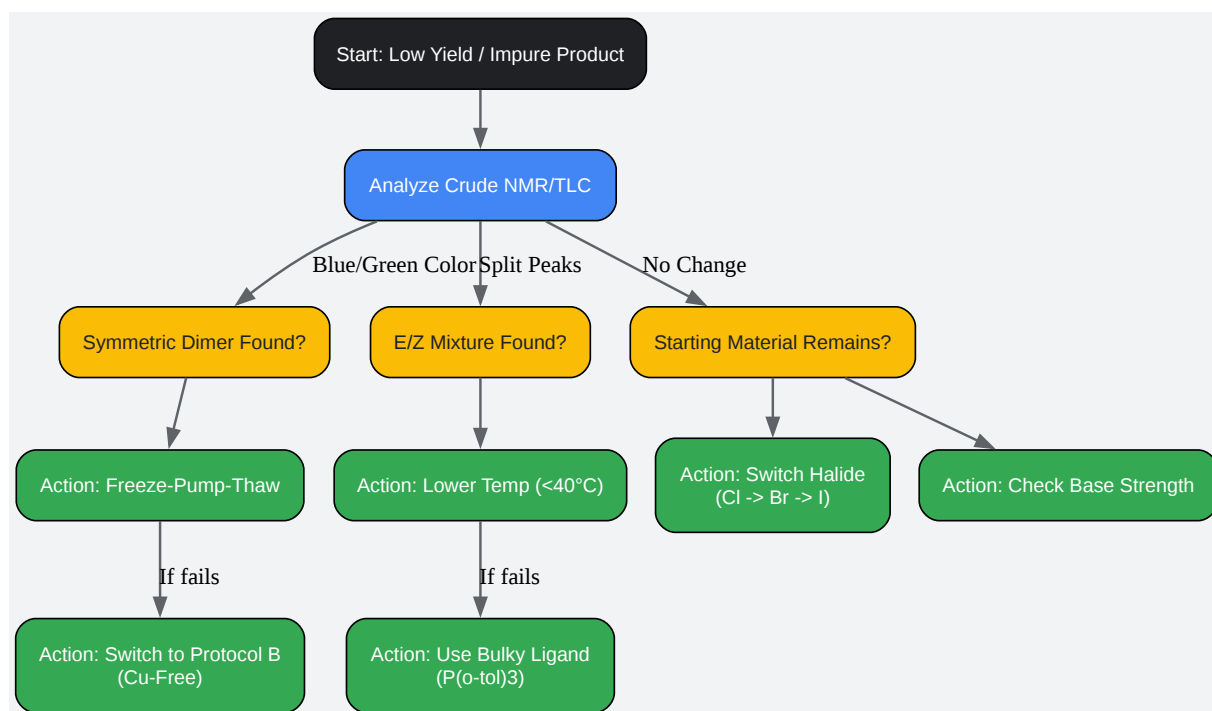 Start: Low Yield / Impure Product
Analyze Crude NMR/TLC
Blue/Green Color
Split Peaks
No Change
Symmetric Dimer Found?
E/Z Mixture Found?
Starting Material Remains?
Action: Freeze-Pump-Thaw
Action: Lower Temp (<40°C)
Action: Switch Halide
(Cl -> Br -> I)
Action: Check Base Strength
If fails
If fails
Action: Switch to Protocol B
(Cu-Free)
Action: Use Bulky Ligand
(P(o-tol)3)